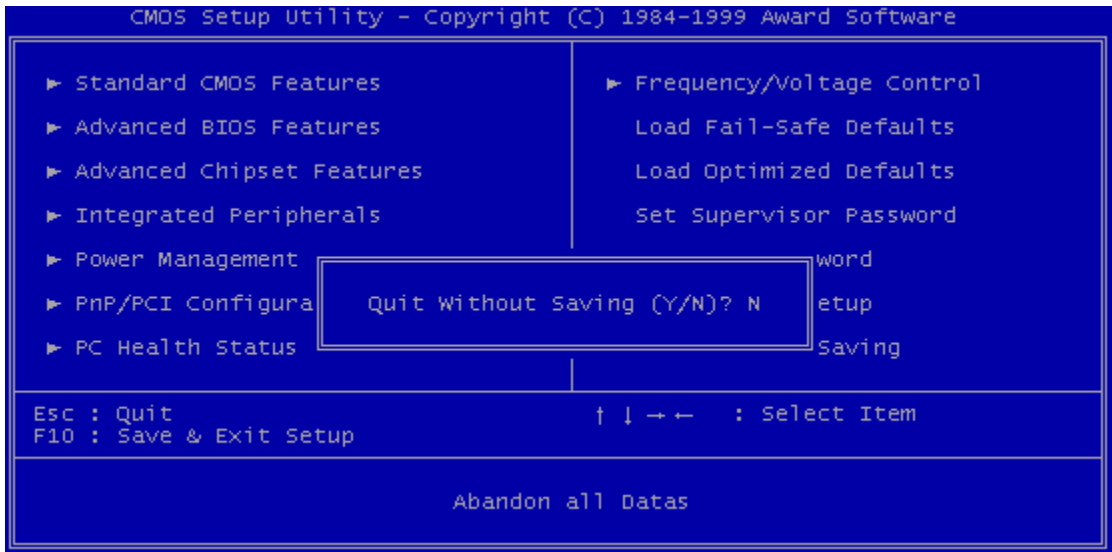 CMOS Setup Utility – Copyright (C) 1984–1999 Award Software
► Standard CMOS Features
► Advanced BIOS Features
► Advanced Chipset Features
► Integrated Peripherals
► Power Management
► PnP/PCI Configura
► PC Health Status
► Frequency/Voltage Control
Load Fail-Safe Defaults
Load Optimized Defaults
Set Supervisor Password
word
etup
Saving
Quit Without Saving (Y/N)? N
Esc : Quit
F10 : Save & Exit Setup
↑ ↓ → ← : Select Item
Abandon all Datas